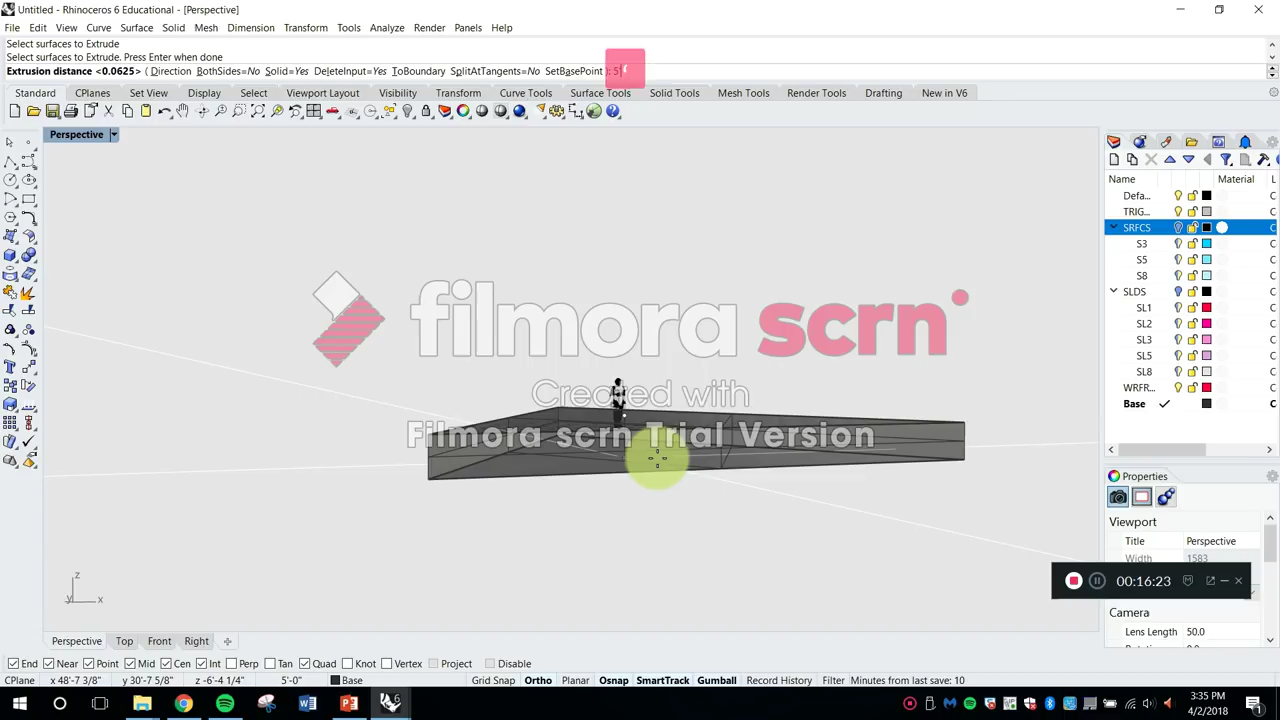 Untitled - Rhinoceros 6 Educational - [Perspective]
File Edit View Curve Surface Solid Mesh Dimension Transform Tools Analyze Render Panels Help
Select surfaces to Extrude
Select surfaces to Extrude. Press Enter when done
Extrusion distance <0.0625> ( Direction BothSides=No Solid=Yes DeleteInput=Yes ToBoundary SplitAtTangents=No SetBasePoint ): 5'
Standard CPlanes Set View Display Select Viewport Layout Visibility Transform Curve Tools Surface Tools Solid Tools Mesh Tools Render Tools Drafting New in V6
Perspective
Name Material L
Defa... C
TRIG... C
SRFCS C
S3 C
S5 C
S8 C
SLDS C
SL1 C
SL2 C
SL3 C
SL5 C
SL8 C
WRFR... C
Base C
filmora scrn
Created with
Filmora scrn Trial Version
Properties
Viewport
Title Perspective
Width 1583
00:16:23
Camera
Lens Length 50.0
z
y x
Perspective Top Front Right
End Near Point Mid Cen Int Perp Tan Quad Knot Vertex Project Disable
CPlane x 48'-7 3/8" y 30'-7 5/8" z -6'-4 1/4" 5'-0" Base Grid Snap Ortho Planar Osnap SmartTrack Gumball Record History Filter Minutes from last save: 10
3:35 PM
4/2/2018